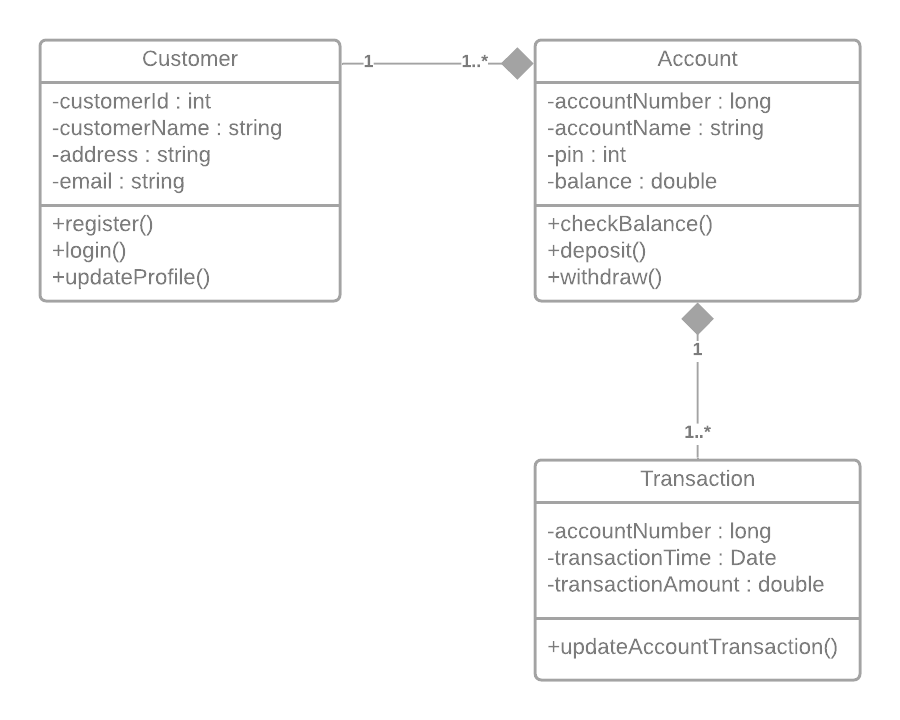 Customer
-customerId : int
-customerName : string
-address : string
-email : string
+register()
+login()
+updateProfile()
1
1..*
Account
-accountNumber : long
-accountName : string
-pin : int
-balance : double
+checkBalance()
+deposit()
+withdraw()
1
1..*
Transaction
-accountNumber : long
-transactionTime : Date
-transactionAmount : double
+updateAccountTransaction()